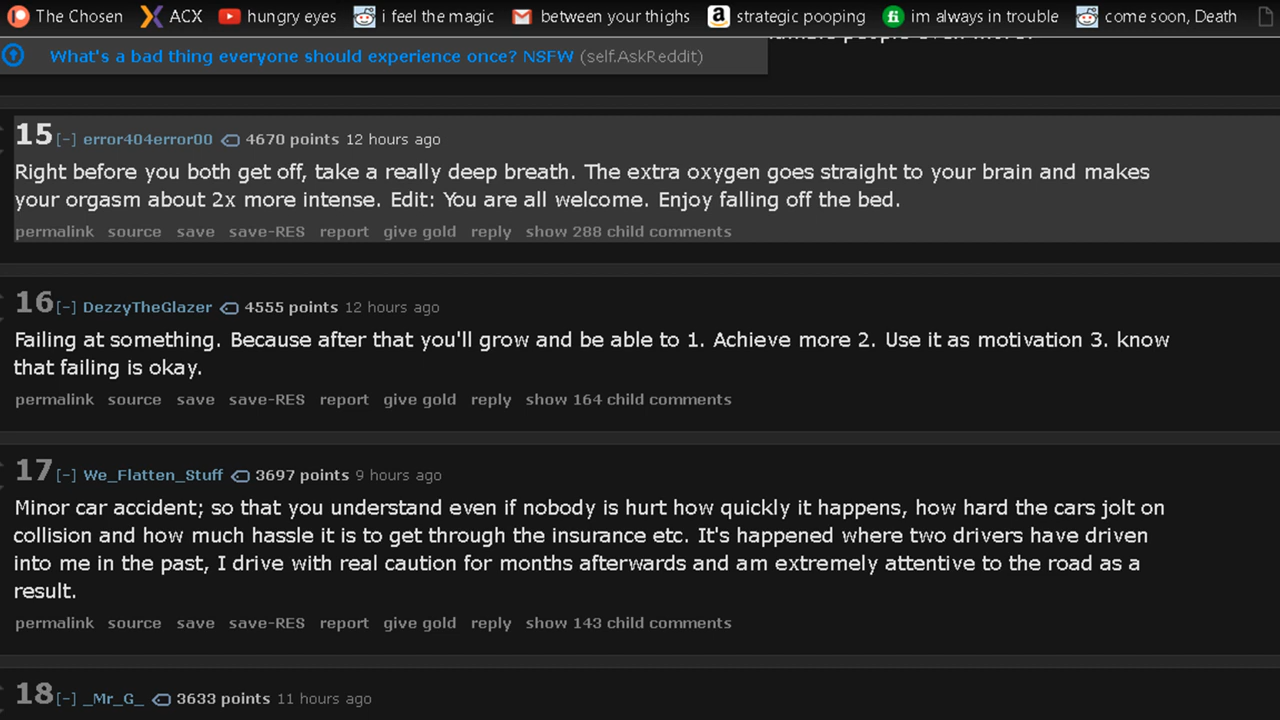 The Chosen ACX hungry eyes i feel the magic between your thighs strategic pooping im always in trouble come soon, Death
What's a bad thing everyone should experience once? NSFW (self.AskReddit)
15 [-] error404error00 4670 points 12 hours ago
Right before you both get off, take a really deep breath. The extra oxygen goes straight to your brain and makes
your orgasm about 2x more intense. Edit: You are all welcome. Enjoy falling off the bed.
permalink source save save-RES report give gold reply show 288 child comments
16 [-] DezzyTheGlazer 4555 points 12 hours ago
Failing at something. Because after that you'll grow and be able to 1. Achieve more 2. Use it as motivation 3. know
that failing is okay.
permalink source save save-RES report give gold reply show 164 child comments
17 [-] We_Flatten_Stuff 3697 points 9 hours ago
Minor car accident; so that you understand even if nobody is hurt how quickly it happens, how hard the cars jolt on
collision and how much hassle it is to get through the insurance etc. It's happened where two drivers have driven
into me in the past, I drive with real caution for months afterwards and am extremely attentive to the road as a
result.
permalink source save save-RES report give gold reply show 143 child comments
18 [-] _Mr_G_ 3633 points 11 hours ago